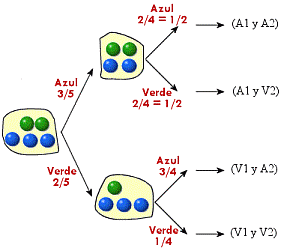 Azul
2/4 = 1/2
(A1 y A2)
Azul
3/5
Verde
2/4 = 1/2
(A1 y V2)
Verde
2/5
Azul
3/4
(V1 y A2)
Verde
1/4
(V1 y V2)